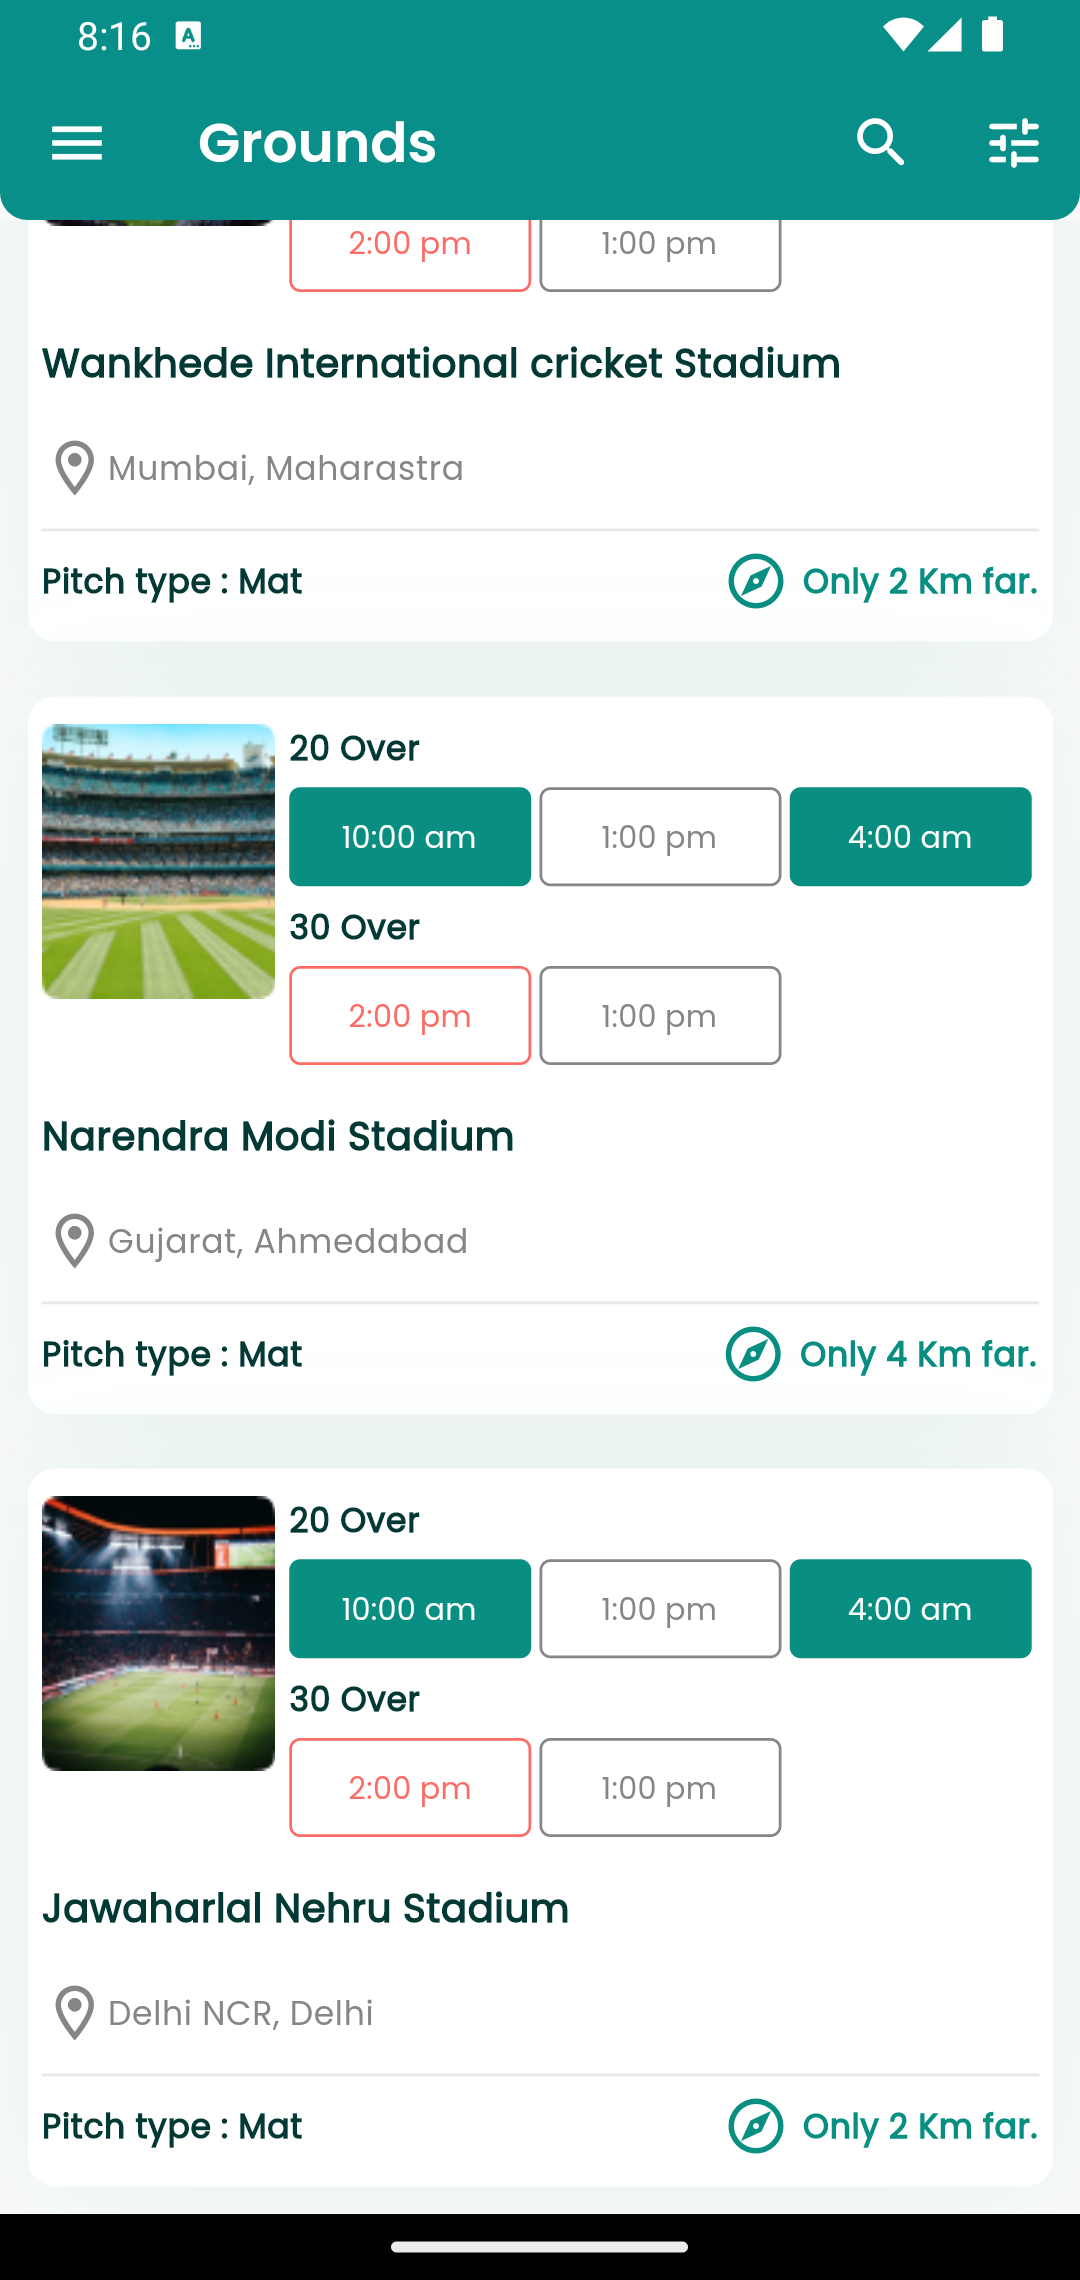 8:16
Grounds
2:00 pm 1:00 pm
Wankhede International cricket Stadium
Mumbai, Maharastra
Pitch type : Mat Only 2 Km far.
20 Over
10:00 am 1:00 pm 4:00 am
30 Over
2:00 pm 1:00 pm
Narendra Modi Stadium
Gujarat, Ahmedabad
Pitch type : Mat Only 4 Km far.
20 Over
10:00 am 1:00 pm 4:00 am
30 Over
2:00 pm 1:00 pm
Jawaharlal Nehru Stadium
Delhi NCR, Delhi
Pitch type : Mat Only 2 Km far.